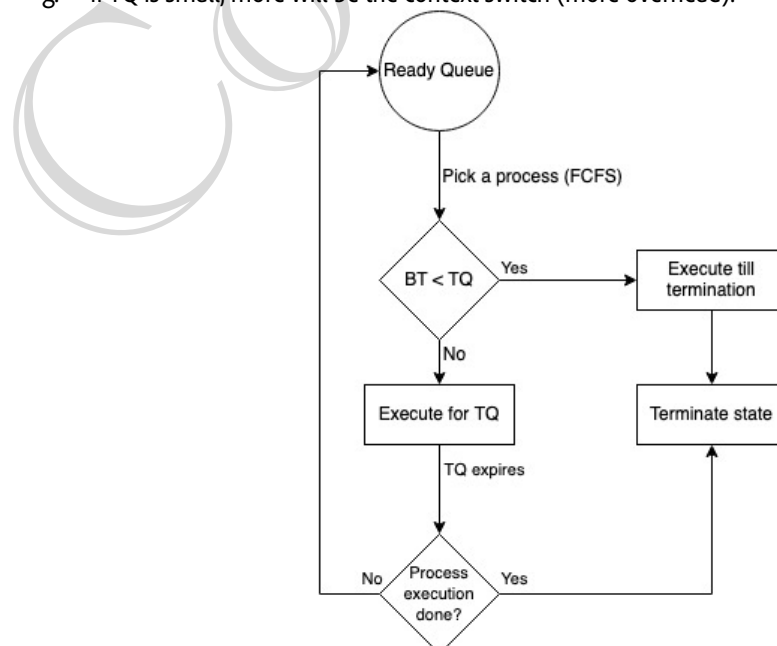 g. If TQ is small, more will be the context switch (more overhead).
Ready Queue
Pick a process (FCFS)
BT < TQ
Yes
Execute till
termination
No
Execute for TQ
Terminate state
TQ expires
No
Process
execution
done?
Yes